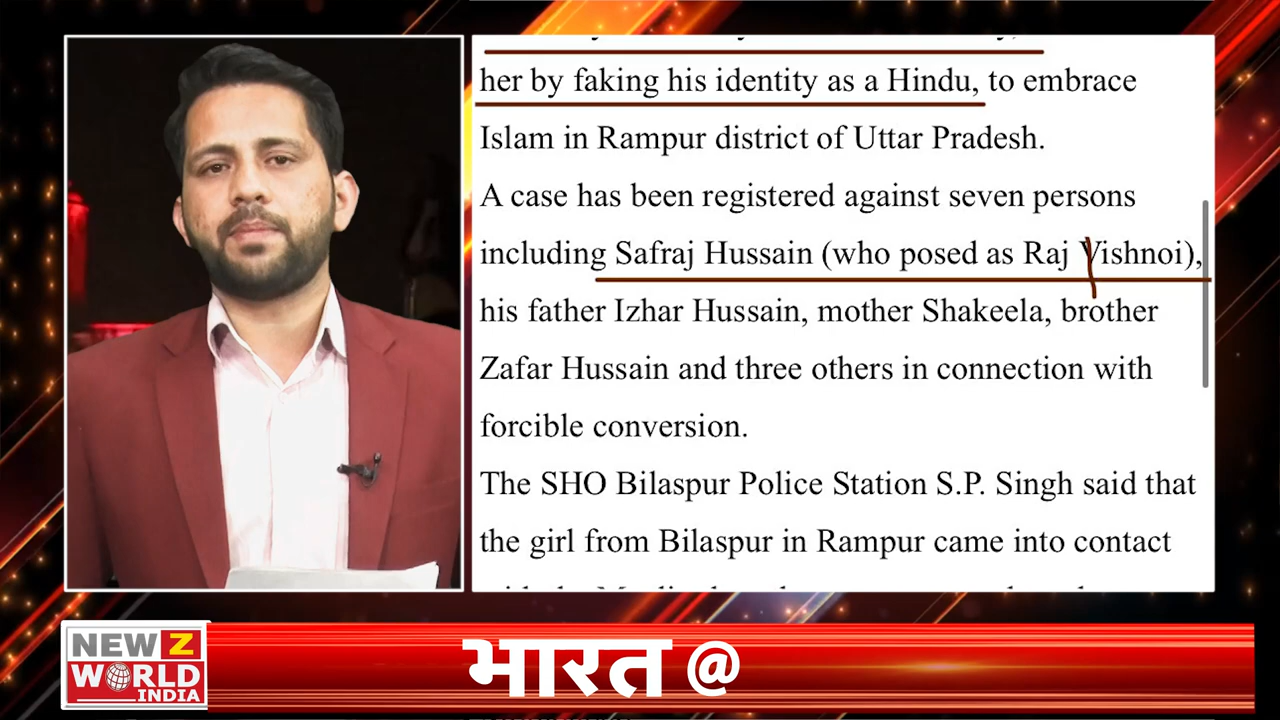 her by faking his identity as a Hindu, to embrace
Islam in Rampur district of Uttar Pradesh.
A case has been registered against seven persons
including Safraj Hussain (who posed as Raj Vishnoi),
his father Izhar Hussain, mother Shakeela, brother
Zafar Hussain and three others in connection with
forcible conversion.
The SHO Bilaspur Police Station S.P. Singh said that
the girl from Bilaspur in Rampur came into contact
NEWZ
WORLD
INDIA
भारत @